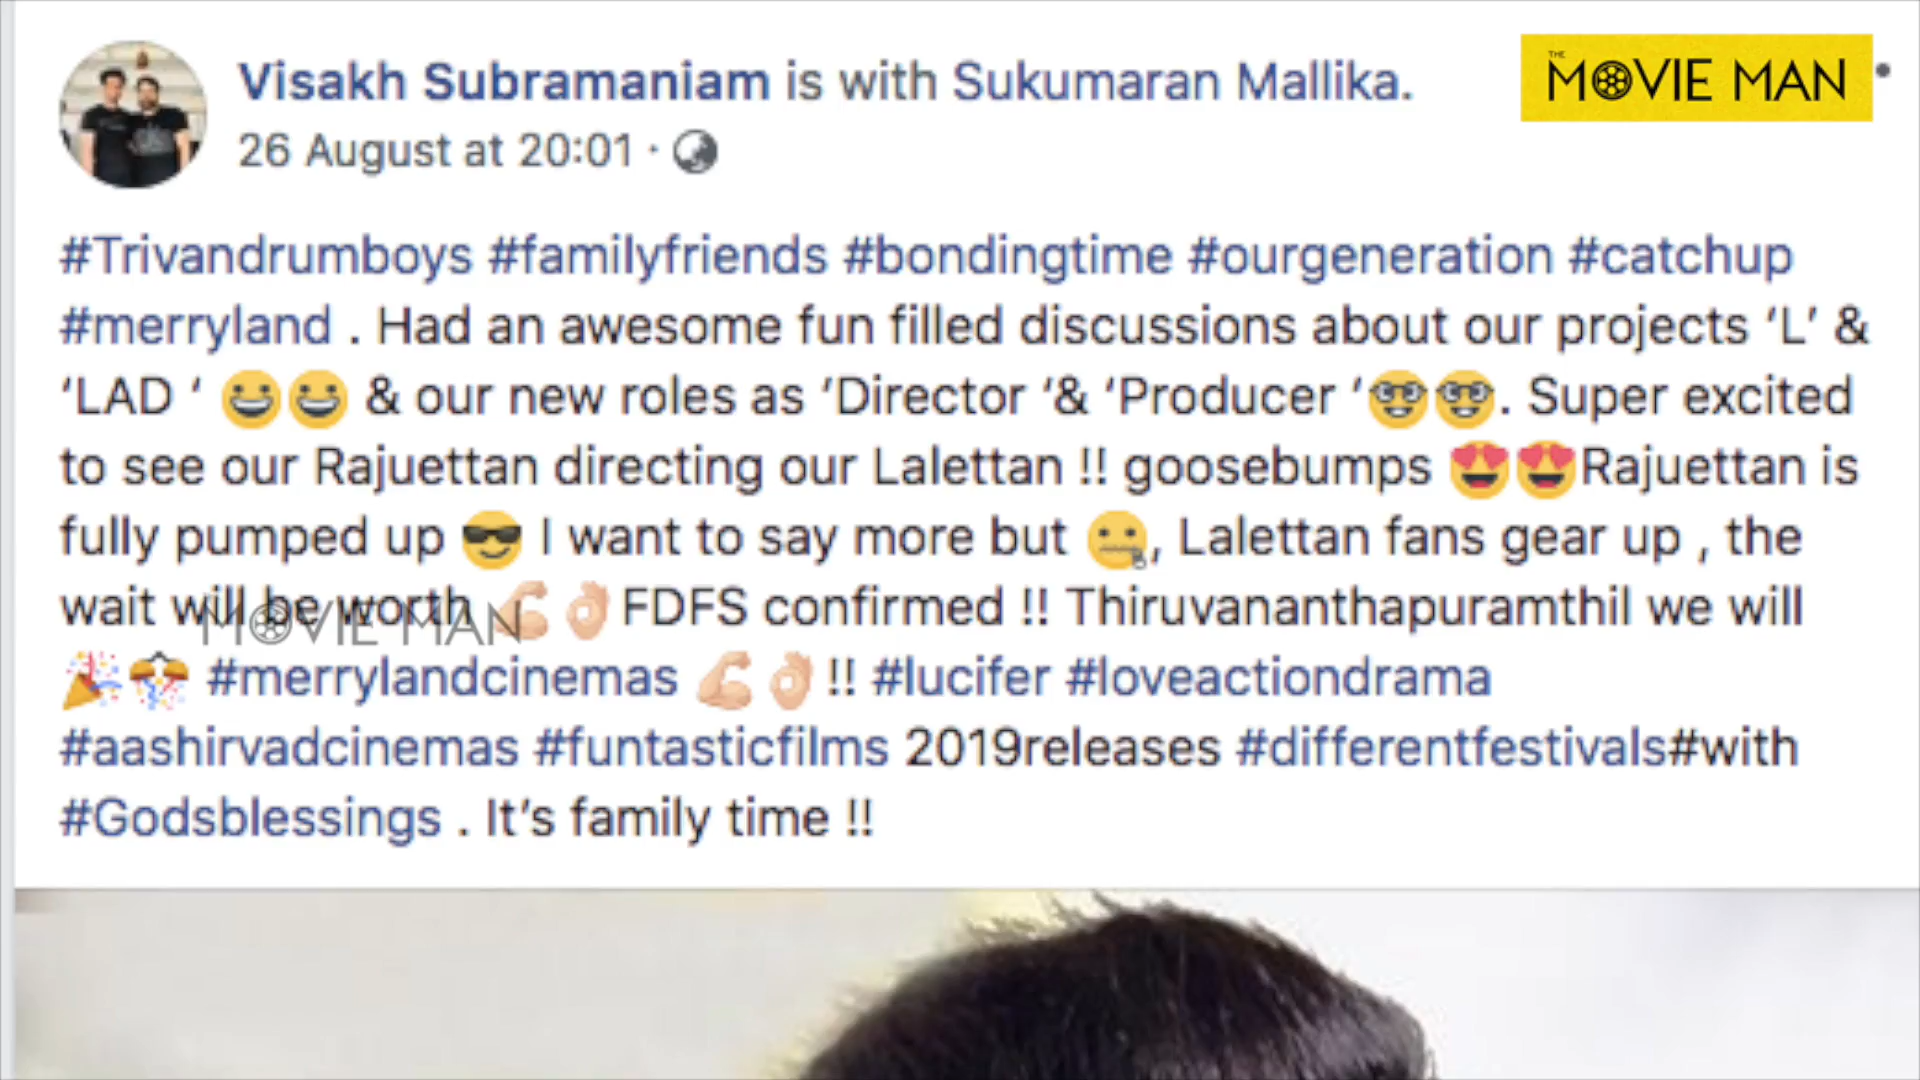 Visakh Subramaniam is with Sukumaran Mallika.
THE
MOVIE MAN
26 August at 20:01 ·
#Trivandrumboys #familyfriends #bondingtime #ourgeneration #catchup
#merryland . Had an awesome fun filled discussions about our projects ‘L’ &
‘LAD ‘ 😀😀 & our new roles as ’Director ‘& ‘Producer ‘🤓🤓. Super excited
to see our Rajuettan directing our Lalettan !! goosebumps 😍😍Rajuettan is
fully pumped up 😎 I want to say more but 🤐, Lalettan fans gear up , the
wait will be worth 💪🏻👌🏻FDFS confirmed !! Thiruvananthapuramthil we will
MOVIE MAN
🎉🎊 #merrylandcinemas 💪🏻👌🏻!! #lucifer #loveactiondrama
#aashirvadcinemas #funtasticfilms 2019releases #differentfestivals#with
#Godsblessings . It’s family time !!